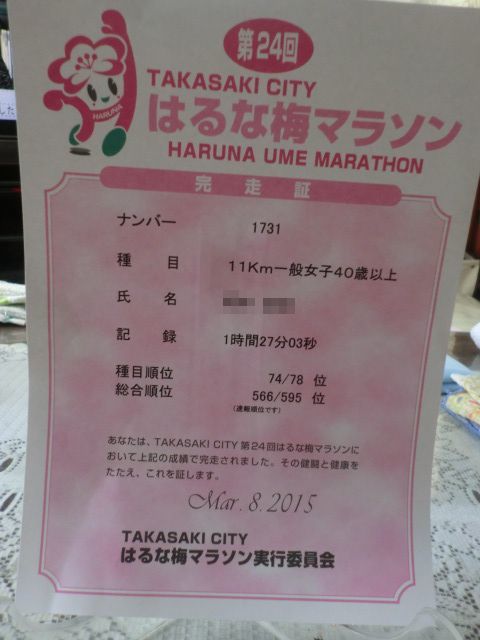 第24回
TAKASAKI CITY
はるな梅マラソン
HARUNA UME MARATHON
HARUNA
完走証
ナンバー 1731
種目 11Km一般女子40歳以上
氏名
記録 1時間27分03秒
種目順位 74/78 位
総合順位 566/595 位
(速報順位です)
あなたは、TAKASAKI CITY 第24回はるな梅マラソンに
おいて上記の成績で完走されました。その健闘と健康を
たたえ、これを証します。
Mar. 8. 2015
TAKASAKI CITY
はるな梅マラソン実行委員会